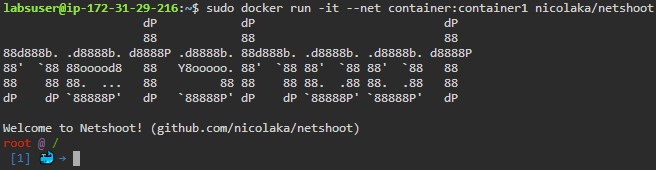 labsuser@ip-172-31-29-216:~$ sudo docker run -it --net container:container1 nicolaka/netshoot
                    dP            dP                           dP
                    88            88                           88
88d888b. .d8888b. d8888P .d8888b. 88d888b. .d8888b. .d8888b. d8888P
88'  `88 88ooood8   88   Y8ooooo. 88'  `88 88'  `88 88'  `88   88
88    88 88.  ...   88         88 88    88 88.  .88 88.  .88   88
dP    dP `88888P'   dP   `88888P' dP    dP `88888P' `88888P'   dP

Welcome to Netshoot! (github.com/nicolaka/netshoot)
root @ /
 [1] 🐳 →